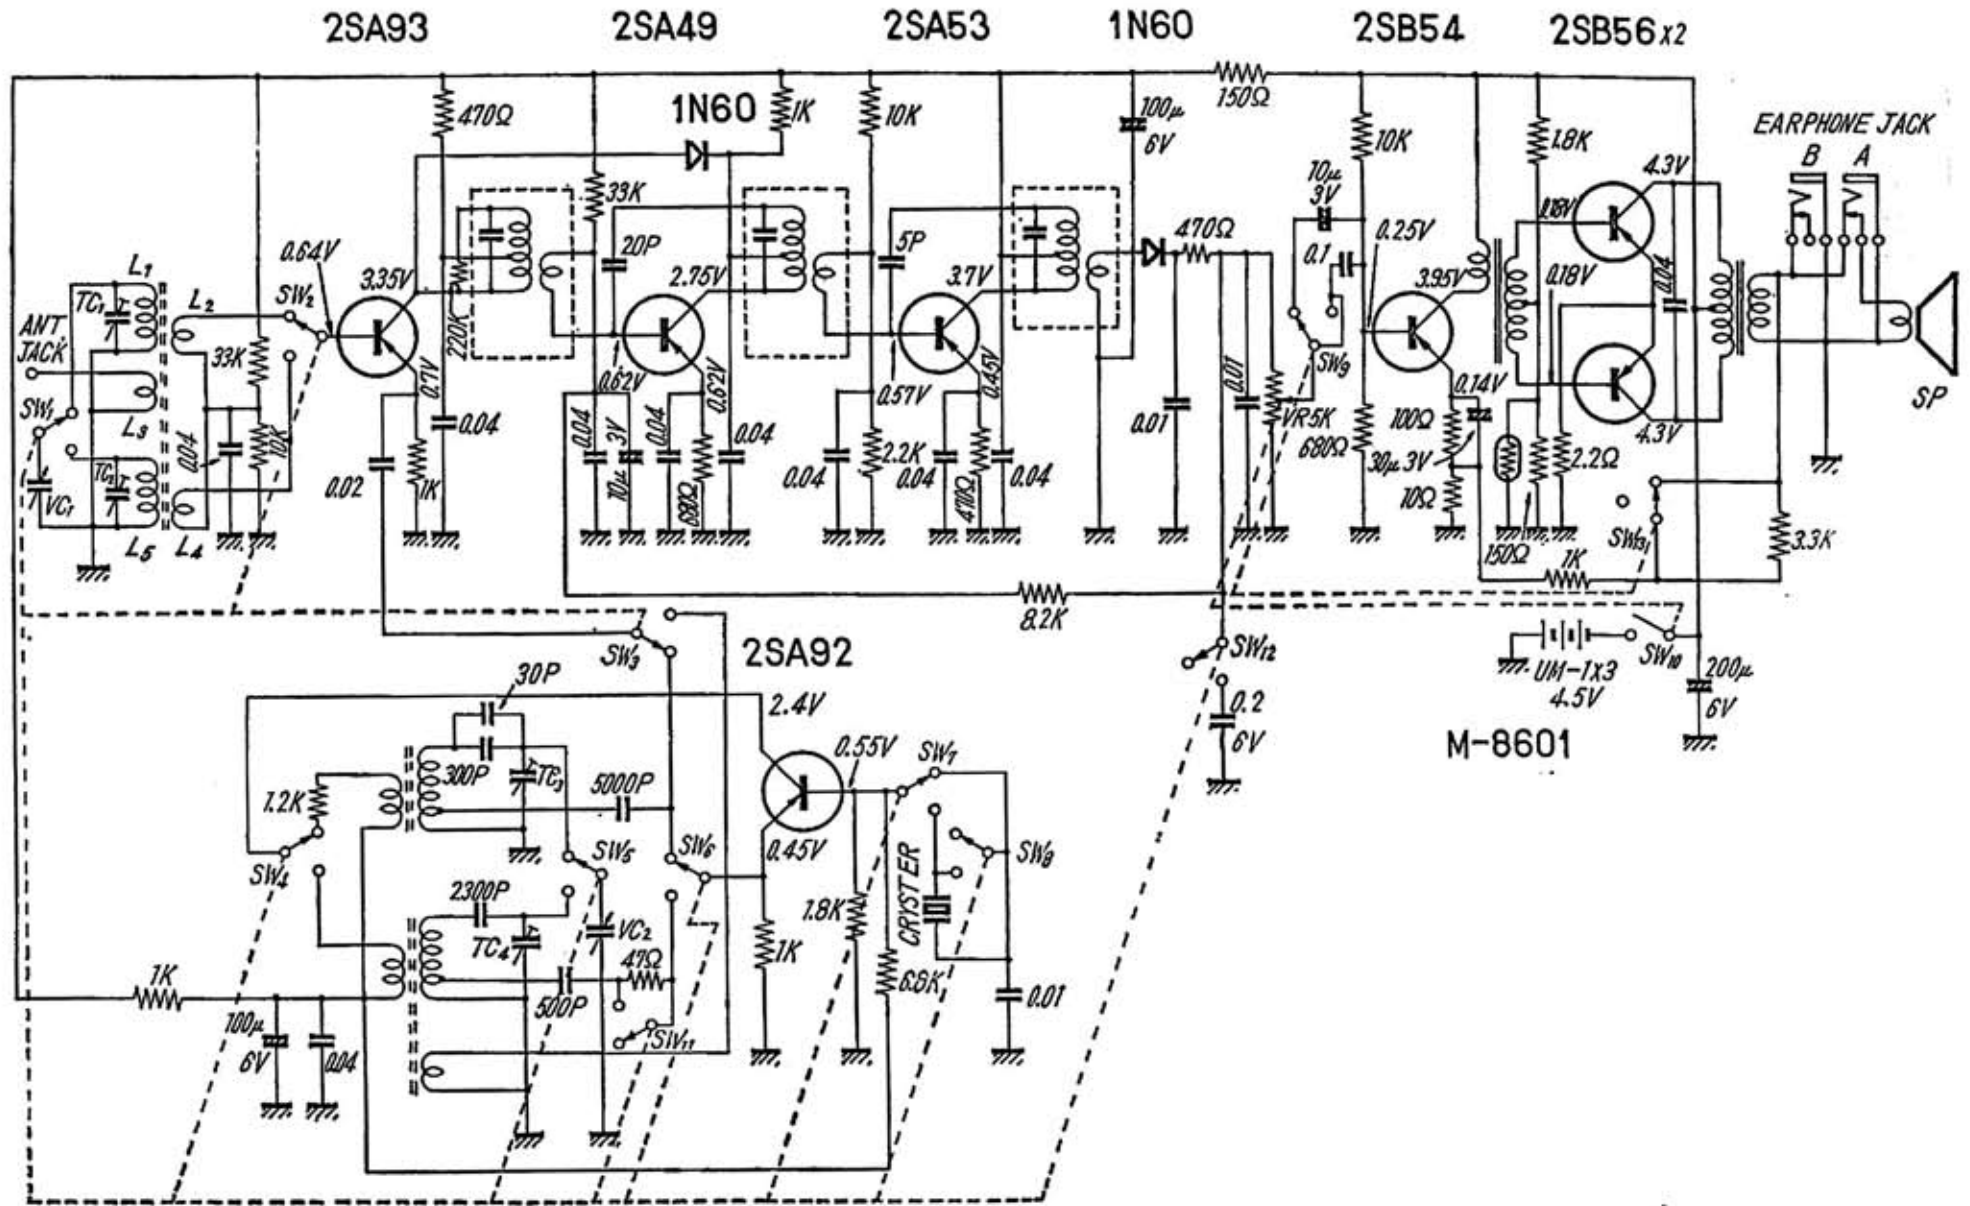 2SA93 2SA49 2SA53 1N60 2SB54 2SB56x2
470Ω
1N60
1K
10K
100μ
6V
150Ω
10K
1.8K
4.3V
EARPHONE JACK
B A
33K
10μ
3V
0.64V
3.35V
20P
2.75V
5P
3.7V
470Ω
0.1
0.25V
3.95V
0.18V
0.18V
0.04
L1
TC1
L2
SW2
ANT
JACK
33K
220K
0.7V
0.62V
0.62V
0.57V
0.45V
0.01
SW9
VR5K
0.14V
4.3V
SP
SW1
L3
0.04
10K
TC2
VC1
L5
L4
0.02
1K
0.04
0.04
10μ 3V
0.04
680Ω
0.04
0.04
2.2K
0.04
470Ω
0.04
0.01
680Ω
100Ω
30μ 3V
10Ω
150Ω
2.2Ω
SW13
1K
3.3K
8.2K
SW3
2SA92
SW12
UM-1X3
4.5V
SW10
200μ
6V
30P
2.4V
0.2
6V
M-8601
0.55V
SW7
300P
TC3
5000P
1.2K
SW4
SW5
SW6
0.45V
SW8
2300P
TC4
VC2
47Ω
1.8K
CRYSTER
1K
500P
6.8K
0.01
1K
100μ
6V
0.04
SW11